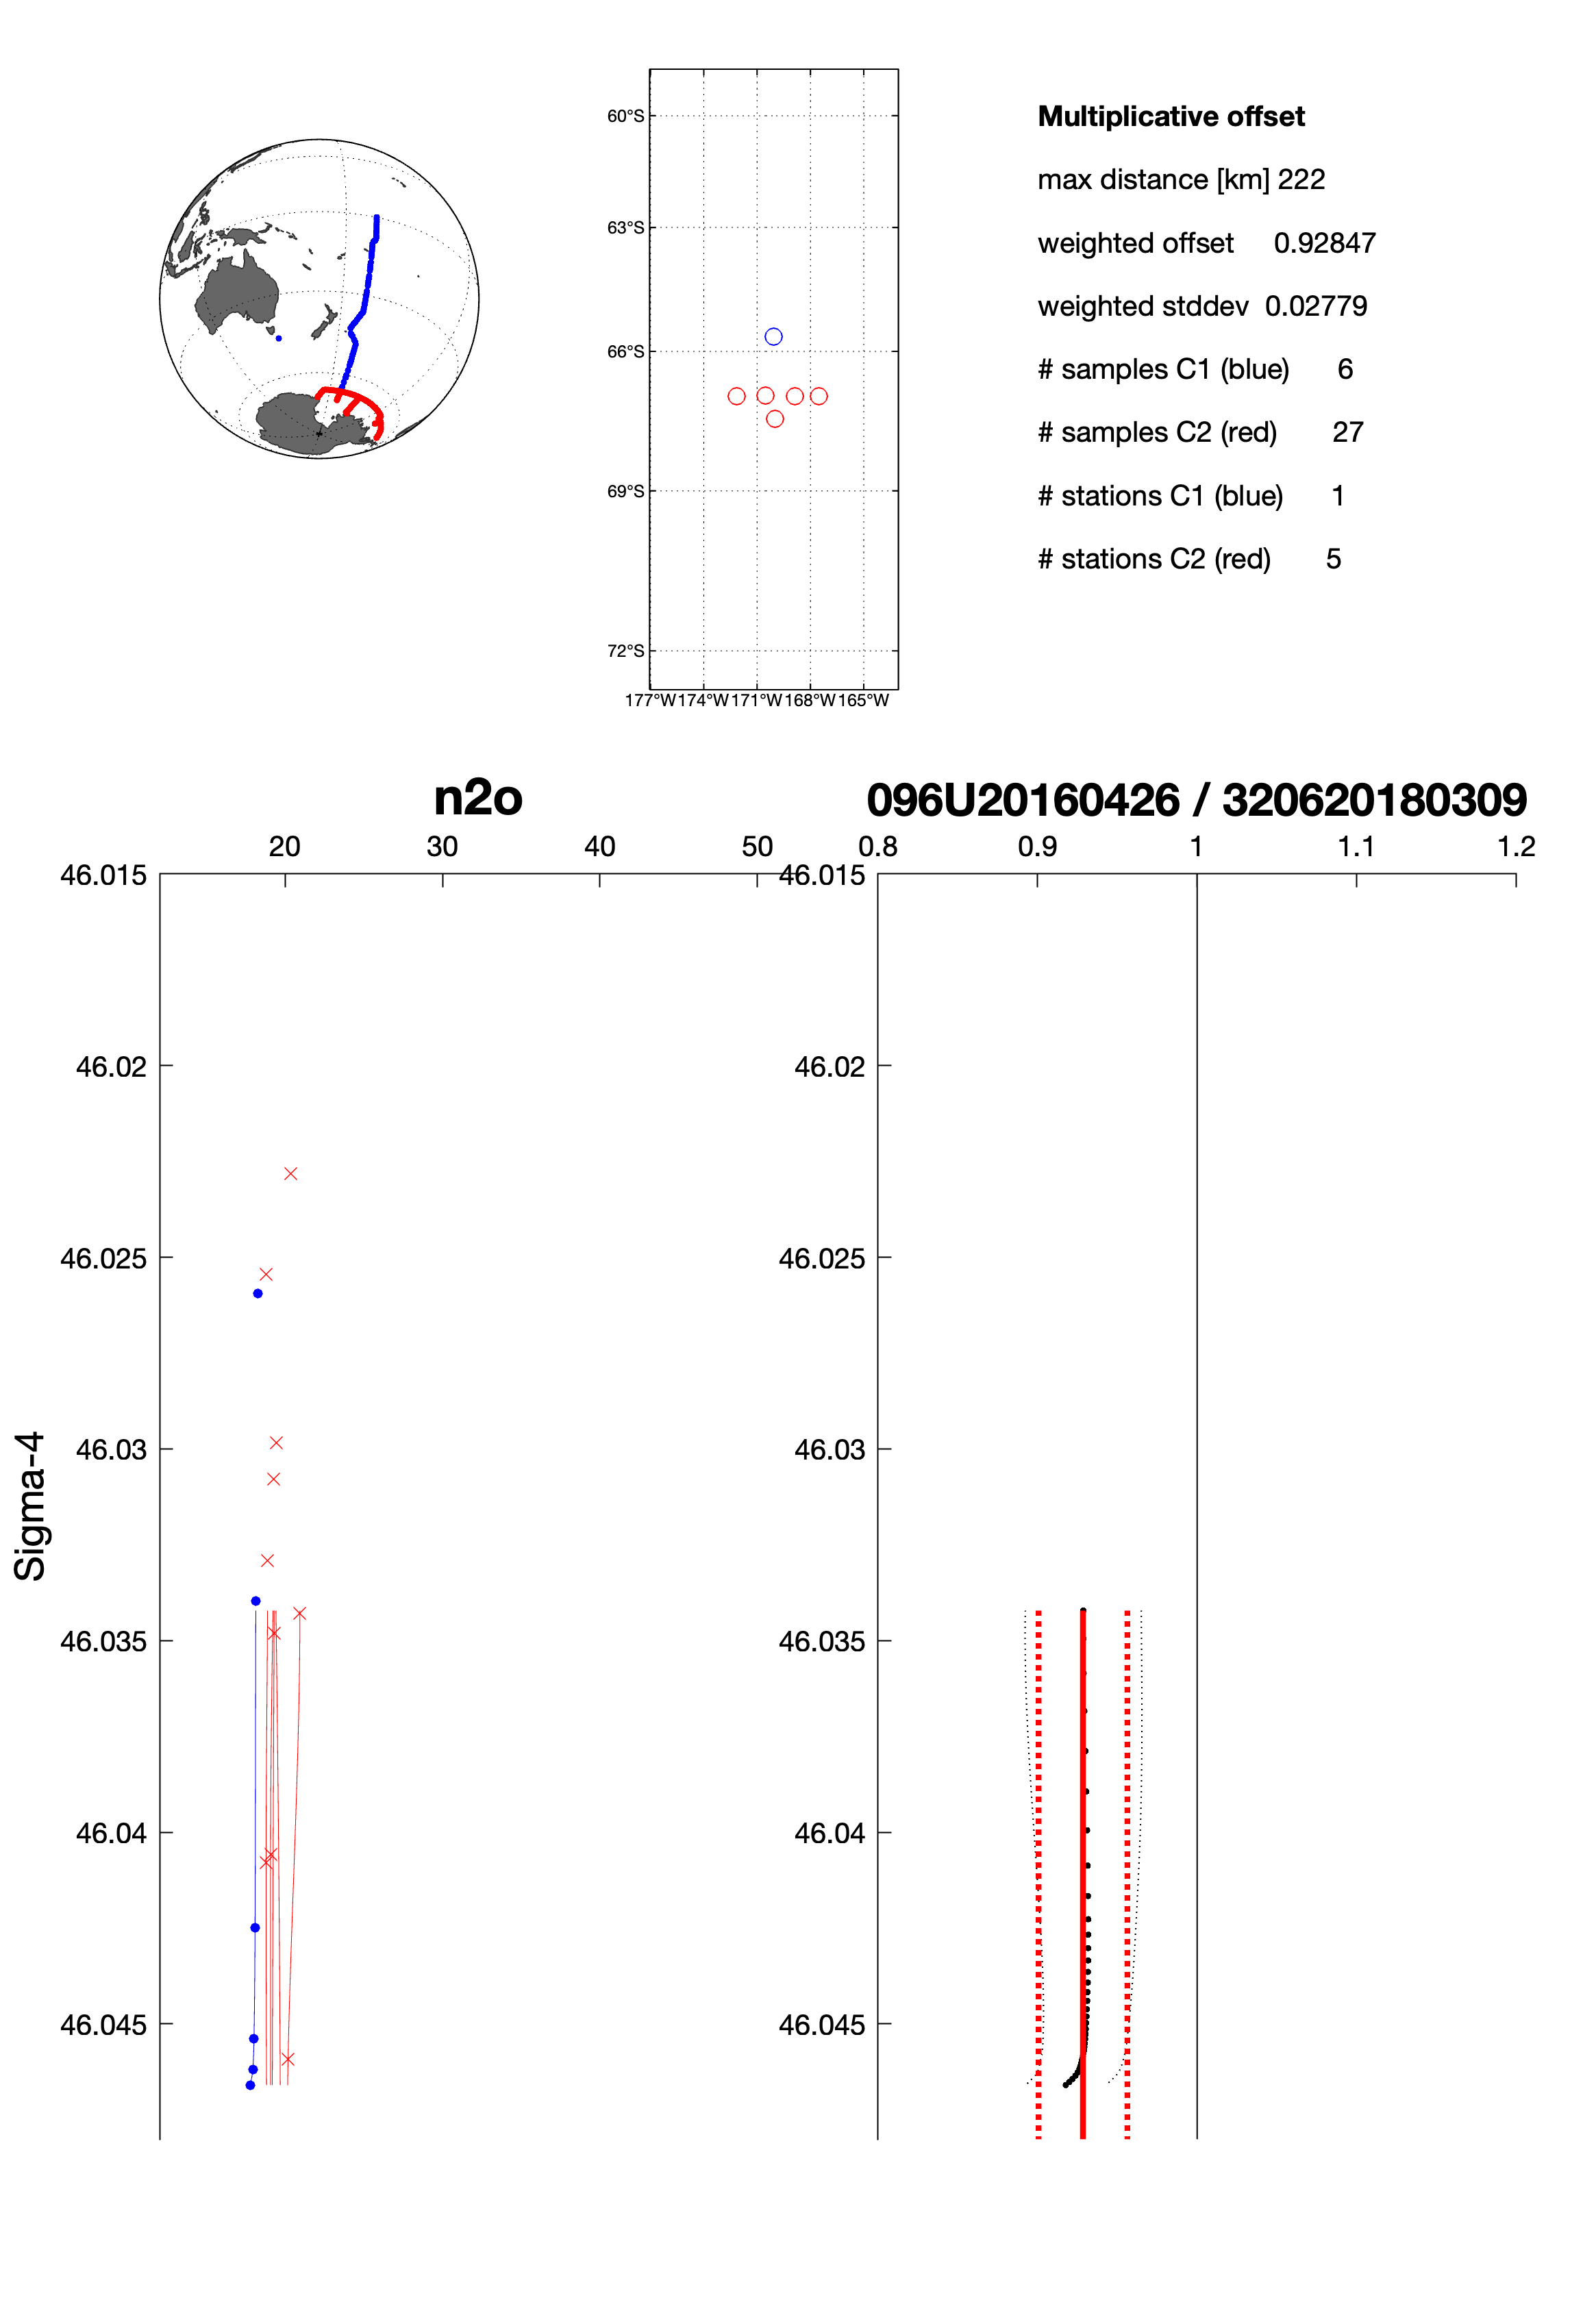 Multiplicative offset
max distance [km] 222
weighted offset 0.92847
weighted stddev 0.02779
# samples C1 (blue) 6
# samples C2 (red) 27
# stations C1 (blue) 1
# stations C2 (red) 5
60°S
63°S
66°S
69°S
72°S
177°W 174°W 171°W 168°W 165°W
n2o
20 30 40 50
46.015
46.02
46.025
46.03
46.035
46.04
46.045
Sigma-4
096U20160426 / 320620180309
0.8 0.9 1 1.1 1.2
46.015
46.02
46.025
46.03
46.035
46.04
46.045